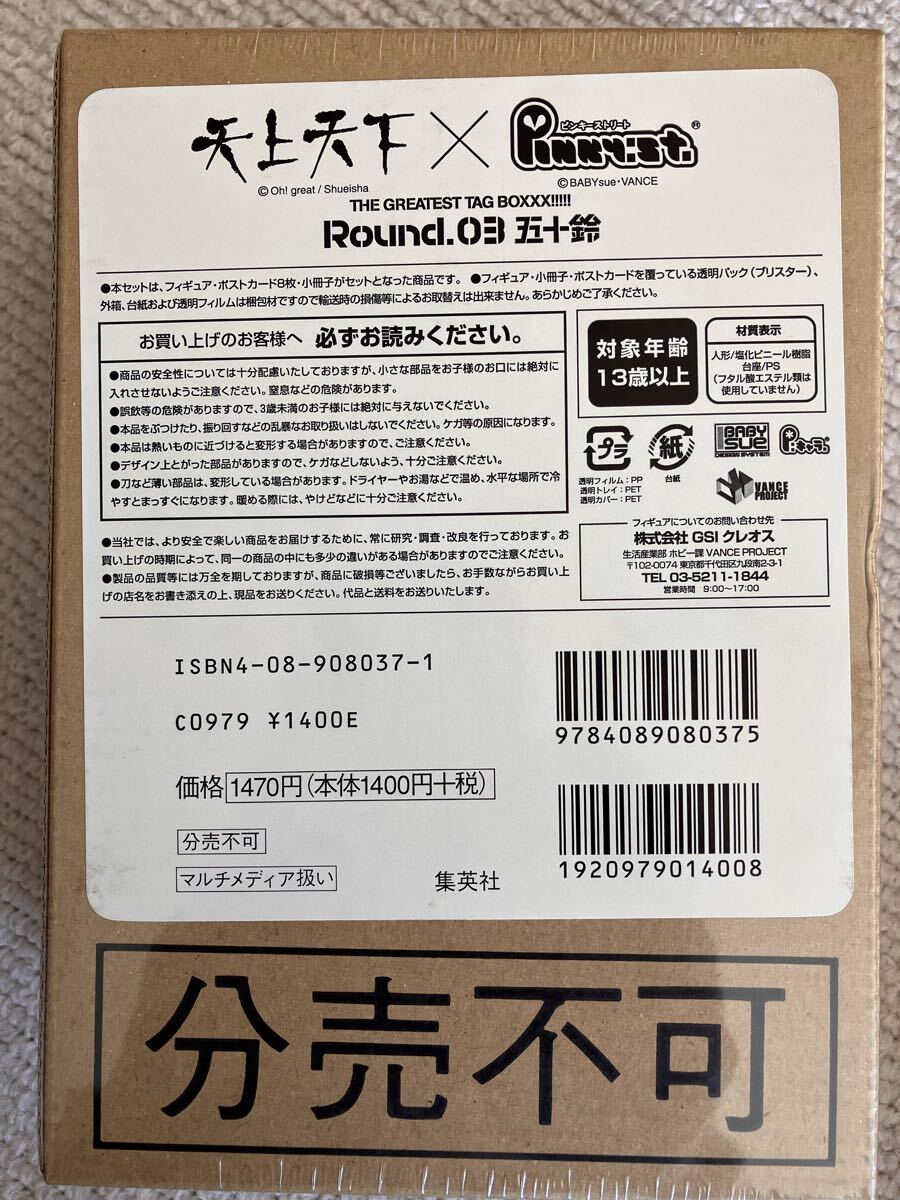 天上天下×ピンキーストリート
Pinky:st.®
©Oh! great / Shueisha
©BABYsue・VANCE
THE GREATEST TAG BOXXX!!!!!
Round.03 五十鈴
●本セットは、フィギュア・ポストカード8枚・小冊子がセットとなった商品です。 ●フィギュア・小冊子・ポストカードを覆っている透明パック(ブリスター)、
外箱、台紙および透明フィルムは梱包材ですので輸送時の損傷等によるお取替えは出来ません。あらかじめご了承ください。
お買い上げのお客様へ 必ずお読みください。
●商品の安全性については十分配慮いたしておりますが、小さな部品をお子様のお口には絶対に
入れさせないようご注意ください。窒息などの危険があります。
●誤飲等の危険がありますので、3歳未満のお子様には絶対に与えないでください。
●本品をぶつけたり、振り回すなどの乱暴なお取り扱いはしないでください。ケガ等の原因になります。
●本品は熱いものに近づけると変形する場合がありますので、ご注意ください。
●デザイン上とがった部品がありますので、ケガなどしないよう、十分ご注意ください。
●刀など薄い部品は、変形している場合があります。ドライヤーやお湯などで温め、水平な場所で冷
やすとまっすぐになります。暖める際には、やけどなどに十分ご注意ください。
対象年齢
13歳以上
材質表示
人形/塩化ビニール樹脂
台座/PS
(フタル酸エステル類は
使用していません)
プラ
透明フィルム:PP
透明トレイ:PET
透明カバー:PET
紙
台紙
BABY
SUE
DESIGN SYSTEM
P:キャラ
VANCE
PROJECT
●当社では、より安全で楽しい商品をお届けするために、常に研究・調査・改良を行っております。お
買い上げの時期によって、同一の商品の中にも多少の違いがある場合がありますのでご了承ください。
●製品の品質等には万全を期しておりますが、商品に破損等ございましたら、お手数ながらお買い上
げの店名をお書き添えの上、現品をお送りください。代品と送料をお送りいたします。
フィギュアについてのお問い合わせ先
株式会社 GSI クレオス
生活産業部 ホビー課 VANCE PROJECT
〒102-0074 東京都千代田区九段南2-3-1
TEL 03-5211-1844
営業時間 9:00〜17:00
ISBN4-08-908037-1
C0979 ¥1400E
9784089080375
価格 1470円(本体1400円+税)
分売不可
マルチメディア扱い
集英社
1920979014008
分売不可